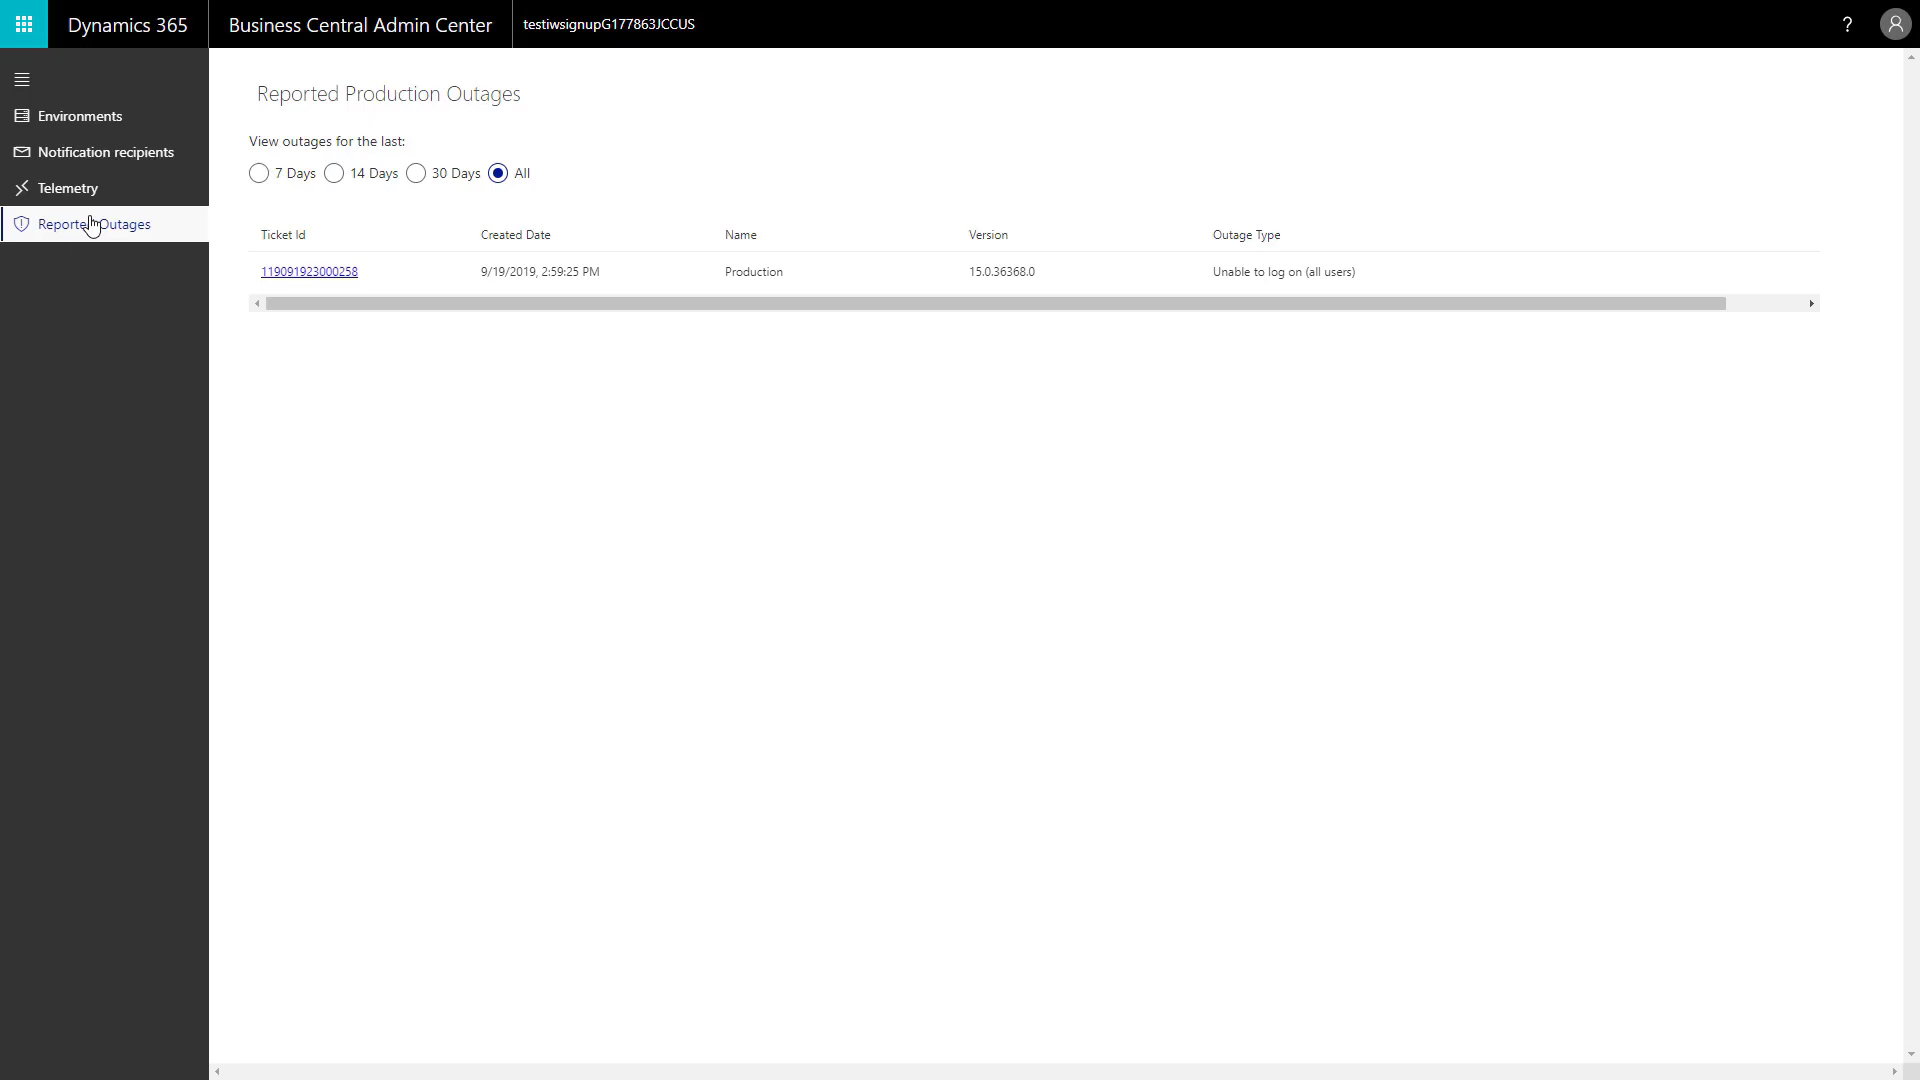 Dynamics 365
Business Central Admin Center
testiwsignupG177863JCCUS
?
Environments
Notification recipients
Telemetry
Reported Outages
Reported Production Outages
View outages for the last:
7 Days 14 Days 30 Days All
Ticket Id Created Date Name Version Outage Type
119091923000258 9/19/2019, 2:59:25 PM Production 15.0.36368.0 Unable to log on (all users)